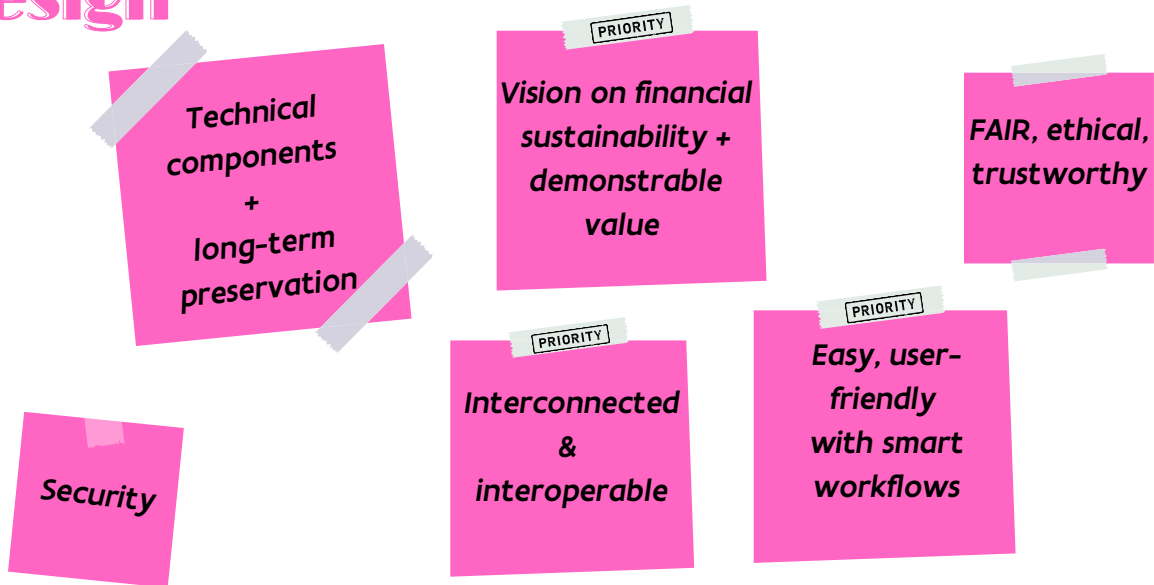 esign
Technical
components
+
long-term
preservation
PRIORITY
Vision on financial
sustainability +
demonstrable
value
FAIR, ethical,
trustworthy
Security
PRIORITY
Interconnected
&
interoperable
PRIORITY
Easy, user-
friendly
with smart
workflows